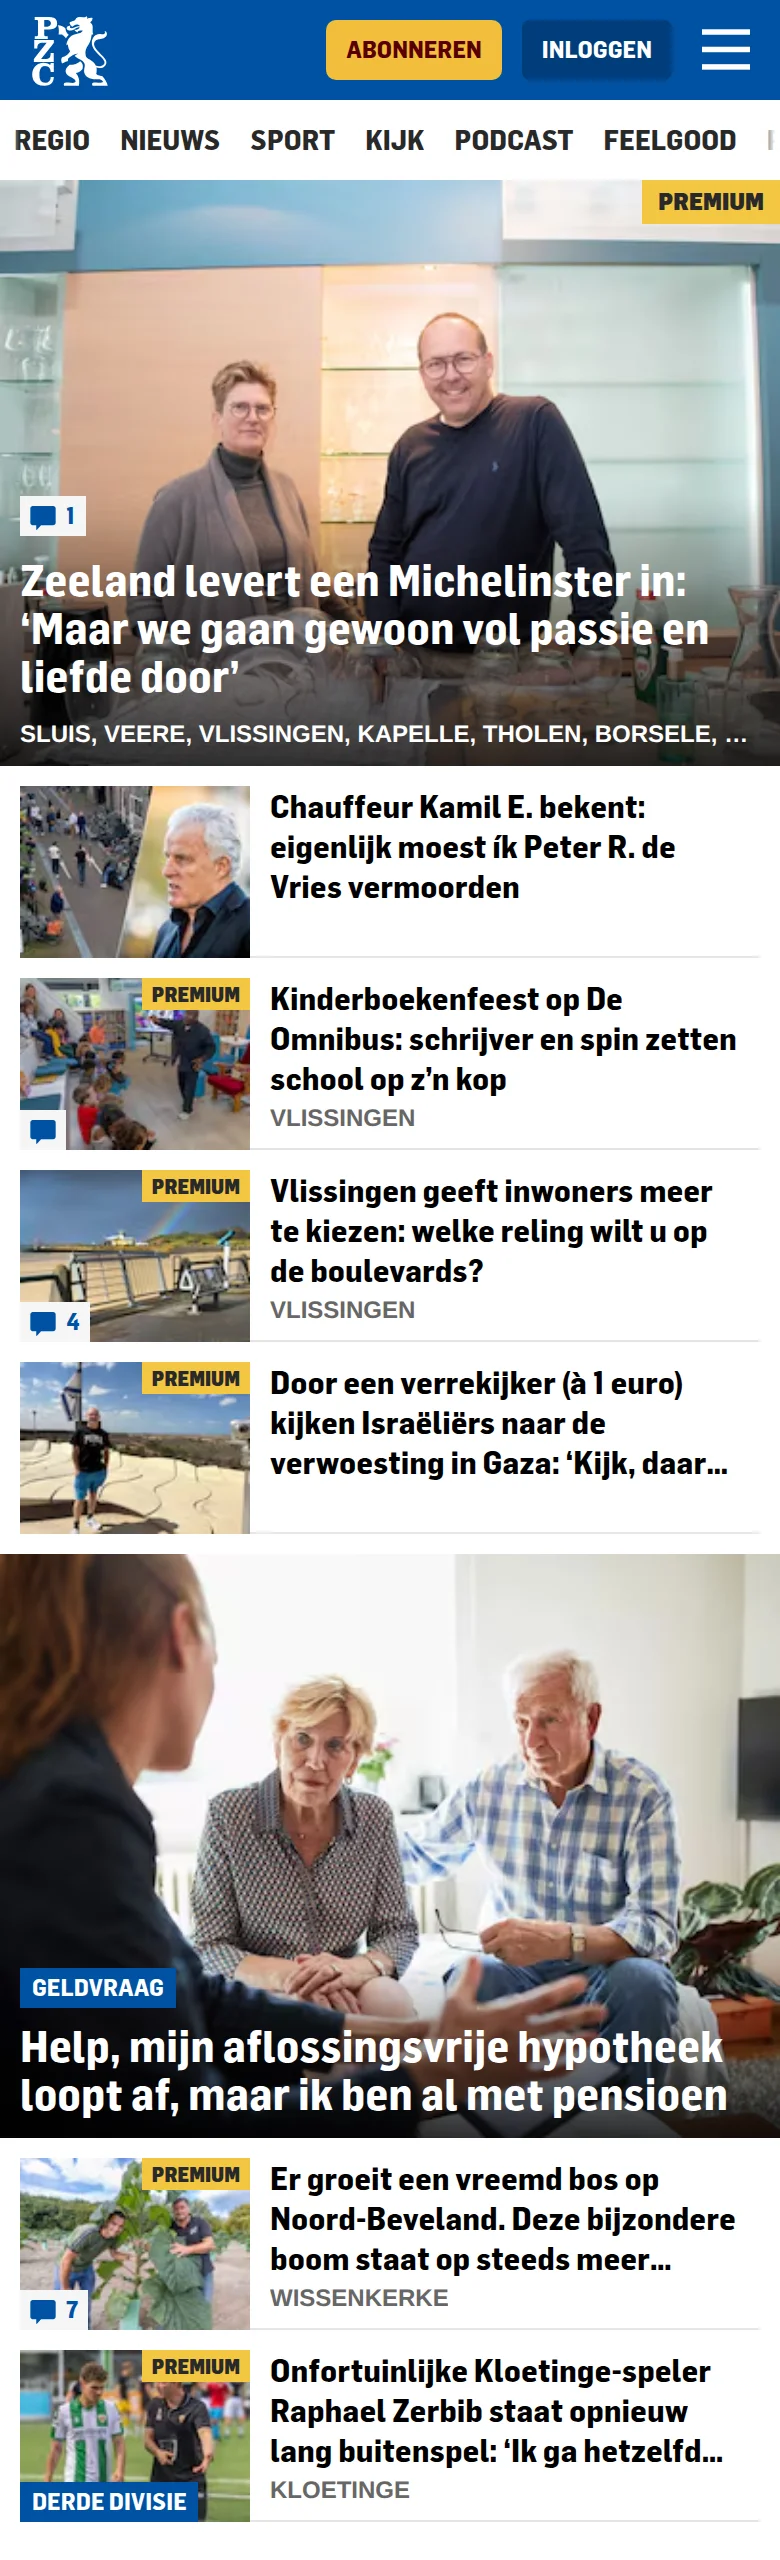 PZC
ABONNEREN
INLOGGEN
REGIO NIEUWS SPORT KIJK PODCAST FEELGOOD
PREMIUM
1
Zeeland levert een Michelinster in:
‘Maar we gaan gewoon vol passie en
liefde door’
SLUIS, VEERE, VLISSINGEN, KAPELLE, THOLEN, BORSELE, …
Chauffeur Kamil E. bekent:
eigenlijk moest ík Peter R. de
Vries vermoorden
PREMIUM
Kinderboekenfeest op De
Omnibus: schrijver en spin zetten
school op z’n kop
VLISSINGEN
PREMIUM
4
Vlissingen geeft inwoners meer
te kiezen: welke reling wilt u op
de boulevards?
VLISSINGEN
PREMIUM
Door een verrekijker (à 1 euro)
kijken Israëliërs naar de
verwoesting in Gaza: ‘Kijk, daar...
GELDVRAAG
Help, mijn aflossingsvrije hypotheek
loopt af, maar ik ben al met pensioen
PREMIUM
7
Er groeit een vreemd bos op
Noord-Beveland. Deze bijzondere
boom staat op steeds meer...
WISSENKERKE
PREMIUM
DERDE DIVISIE
Onfortuinlijke Kloetinge-speler
Raphael Zerbib staat opnieuw
lang buitenspel: ‘Ik ga hetzelfd...
KLOETINGE